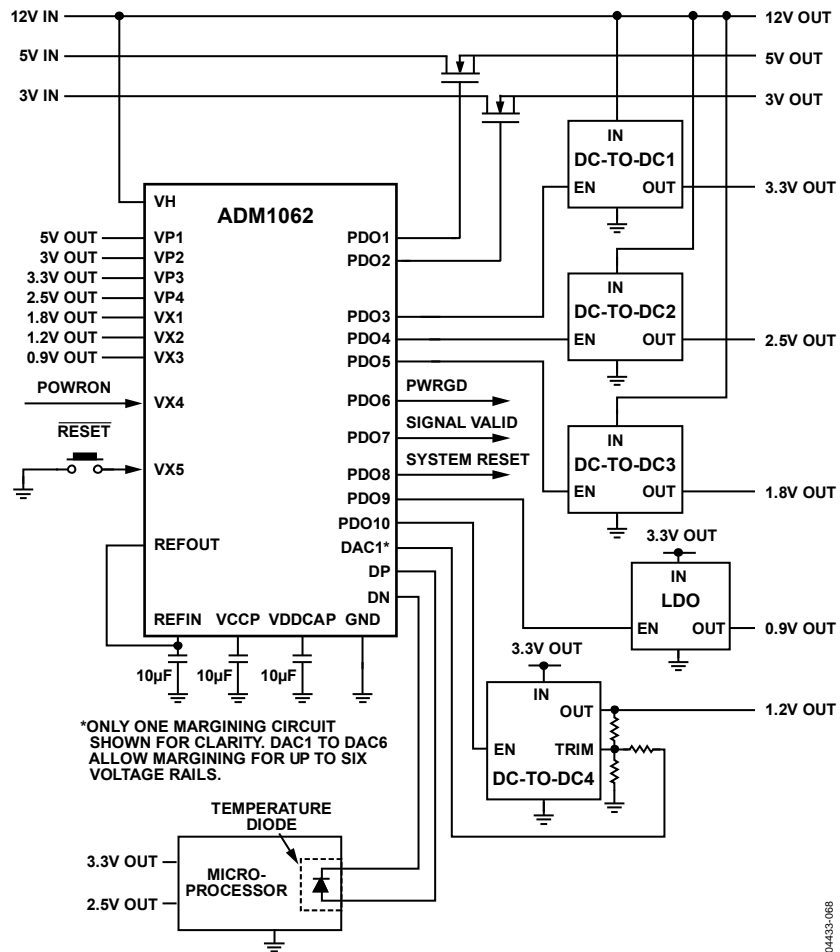 12V IN
12V OUT
5V IN
5V OUT
3V IN
3V OUT
IN
DC-TO-DC1
EN OUT
3.3V OUT
VH
ADM1062
5V OUT
VP1
3V OUT
VP2
3.3V OUT
VP3
2.5V OUT
VP4
1.8V OUT
VX1
1.2V OUT
VX2
0.9V OUT
VX3
POWRON
VX4
RESET
VX5
REFOUT
REFIN VCCP VDDCAP GND
PDO1
PDO2
PDO3
PDO4
PDO5
PDO6
PWRGD
PDO7
SIGNAL VALID
PDO8
SYSTEM RESET
PDO9
PDO10
DAC1*
DP
DN
IN
DC-TO-DC2
EN OUT
2.5V OUT
IN
DC-TO-DC3
EN OUT
1.8V OUT
3.3V OUT
IN
LDO
EN OUT
0.9V OUT
3.3V OUT
IN
OUT
1.2V OUT
EN TRIM
DC-TO-DC4
10µF 10µF 10µF
*ONLY ONE MARGINING CIRCUIT
SHOWN FOR CLARITY. DAC1 TO DAC6
ALLOW MARGINING FOR UP TO SIX
VOLTAGE RAILS.
TEMPERATURE
DIODE
3.3V OUT
2.5V OUT
MICRO-
PROCESSOR
04433-068